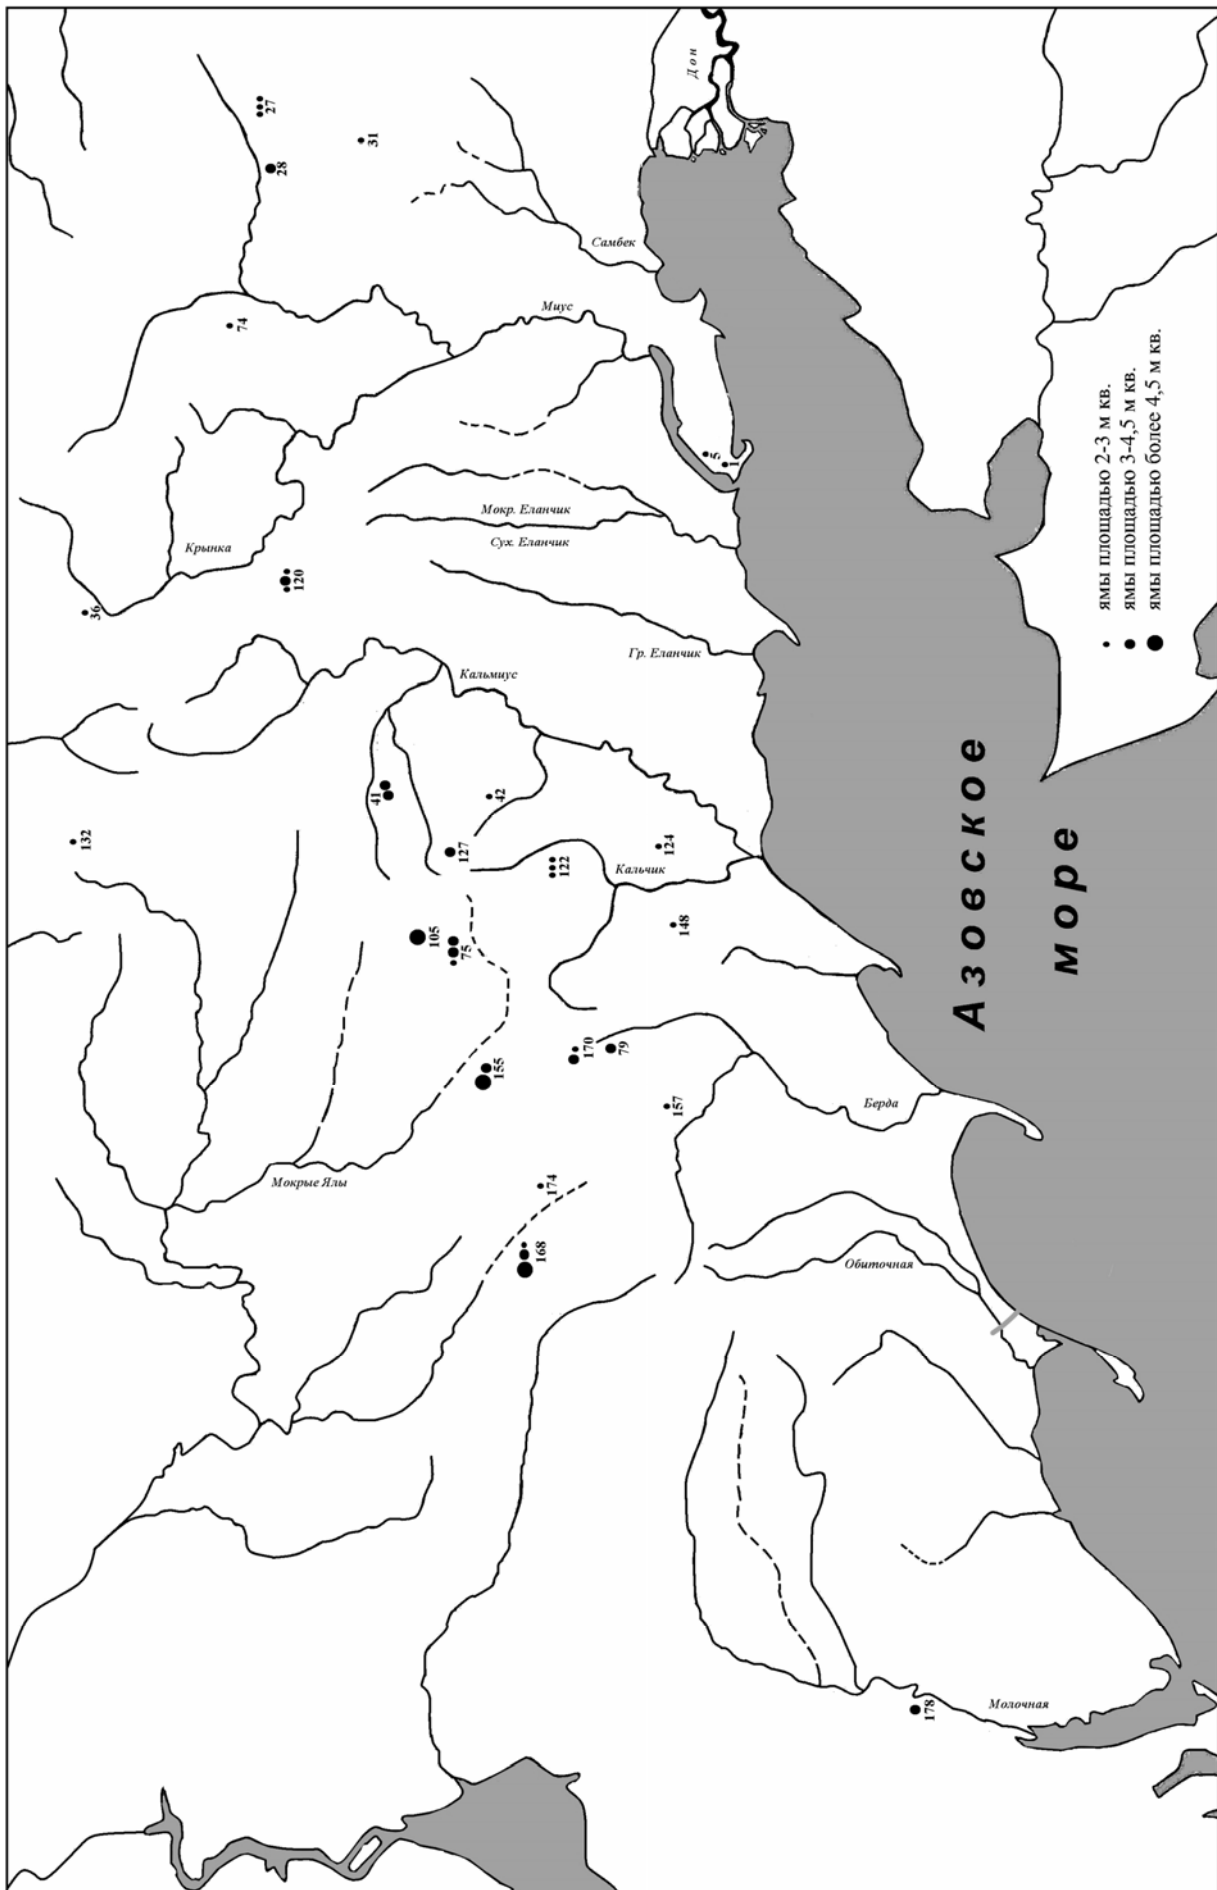 Дон
27
31
28
Самбек
Миус
74
5
1
Мокр. Еланчик
Сух. Еланчик
Крынка
120
36
Гр. Еланчик
Кальмиус
41
42
132
127
122
124
Кальчик
148
105
75
170
79
155
157
Берда
Мокрые Ялы
174
168
Обиточная
178
Молочная
Азовское
море
ямы площадью 2-3 м кв.
ямы площадью 3-4,5 м кв.
ямы площадью более 4,5 м кв.